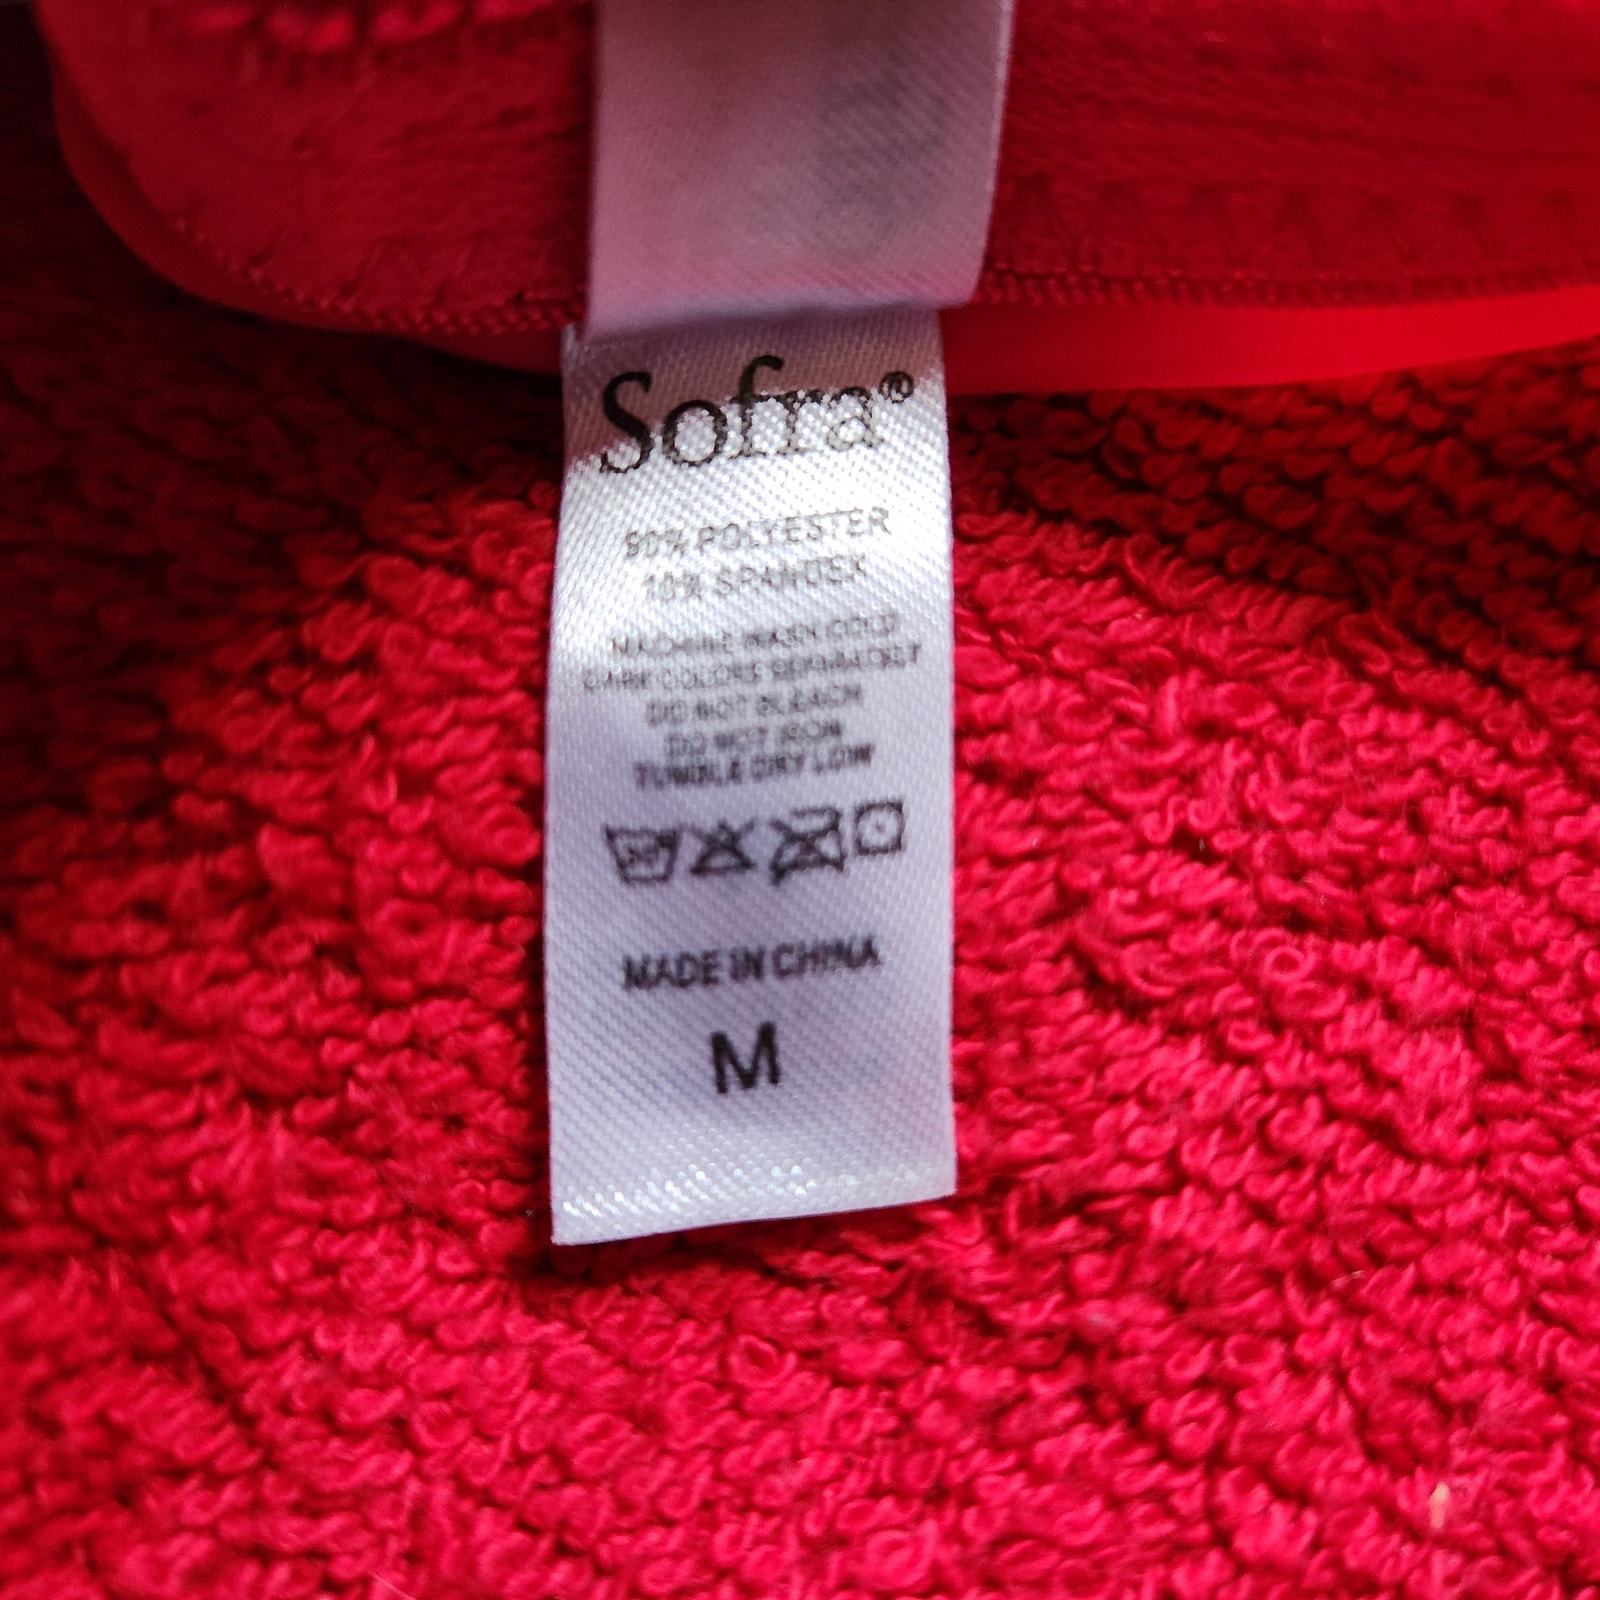 Sofra®
90% POLYESTER
10% SPANDEX
MACHINE WASH COLD
DARK COLORS SEPARATELY
DO NOT BLEACH
DO NOT IRON
TUMBLE DRY LOW
30°
MADE IN CHINA
M